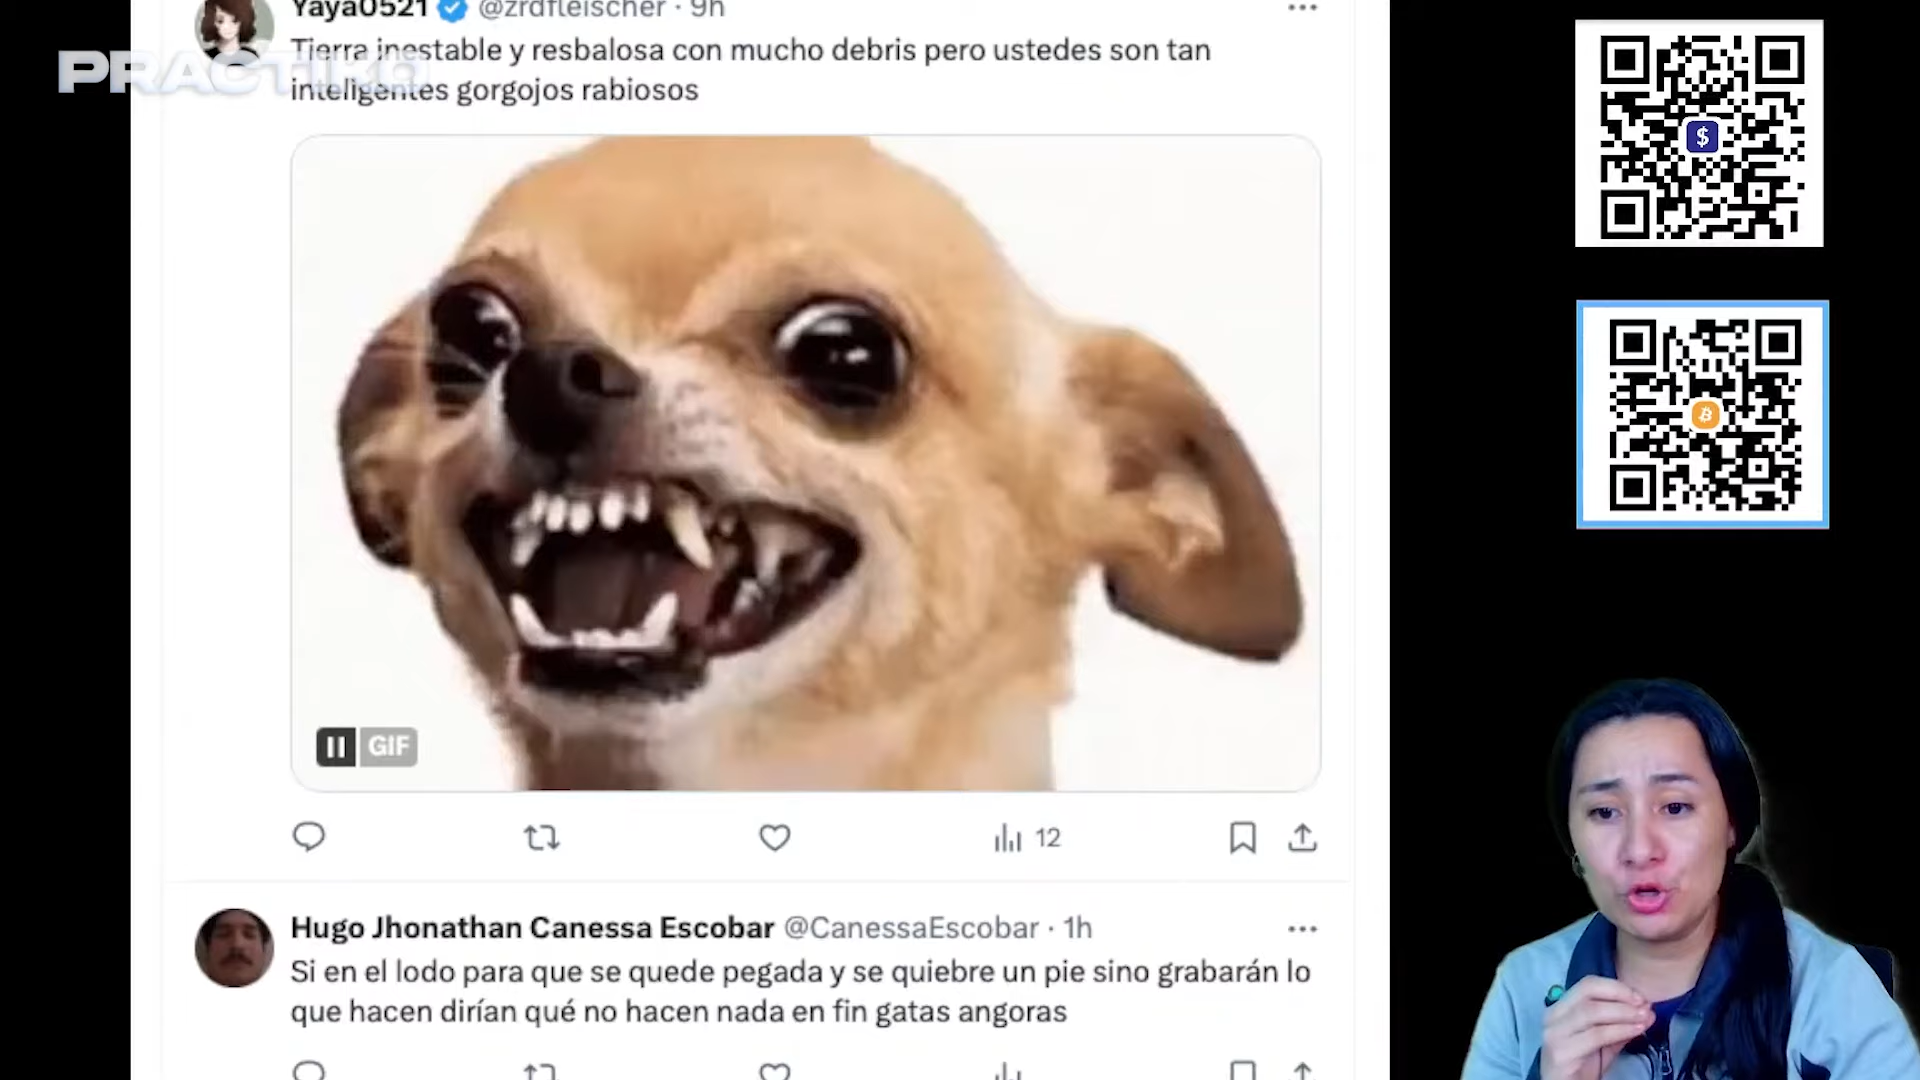 Yaya0521 @zrdfleischer · 9h
PRACTIKO
Tierra inestable y resbalosa con mucho debris pero ustedes son tan
inteligentes gorgojos rabiosos
$
₿
GIF
12
Hugo Jhonathan Canessa Escobar @CanessaEscobar · 1h
Si en el lodo para que se quede pegada y se quiebre un pie sino grabarán lo
que hacen dirían qué no hacen nada en fin gatas angoras